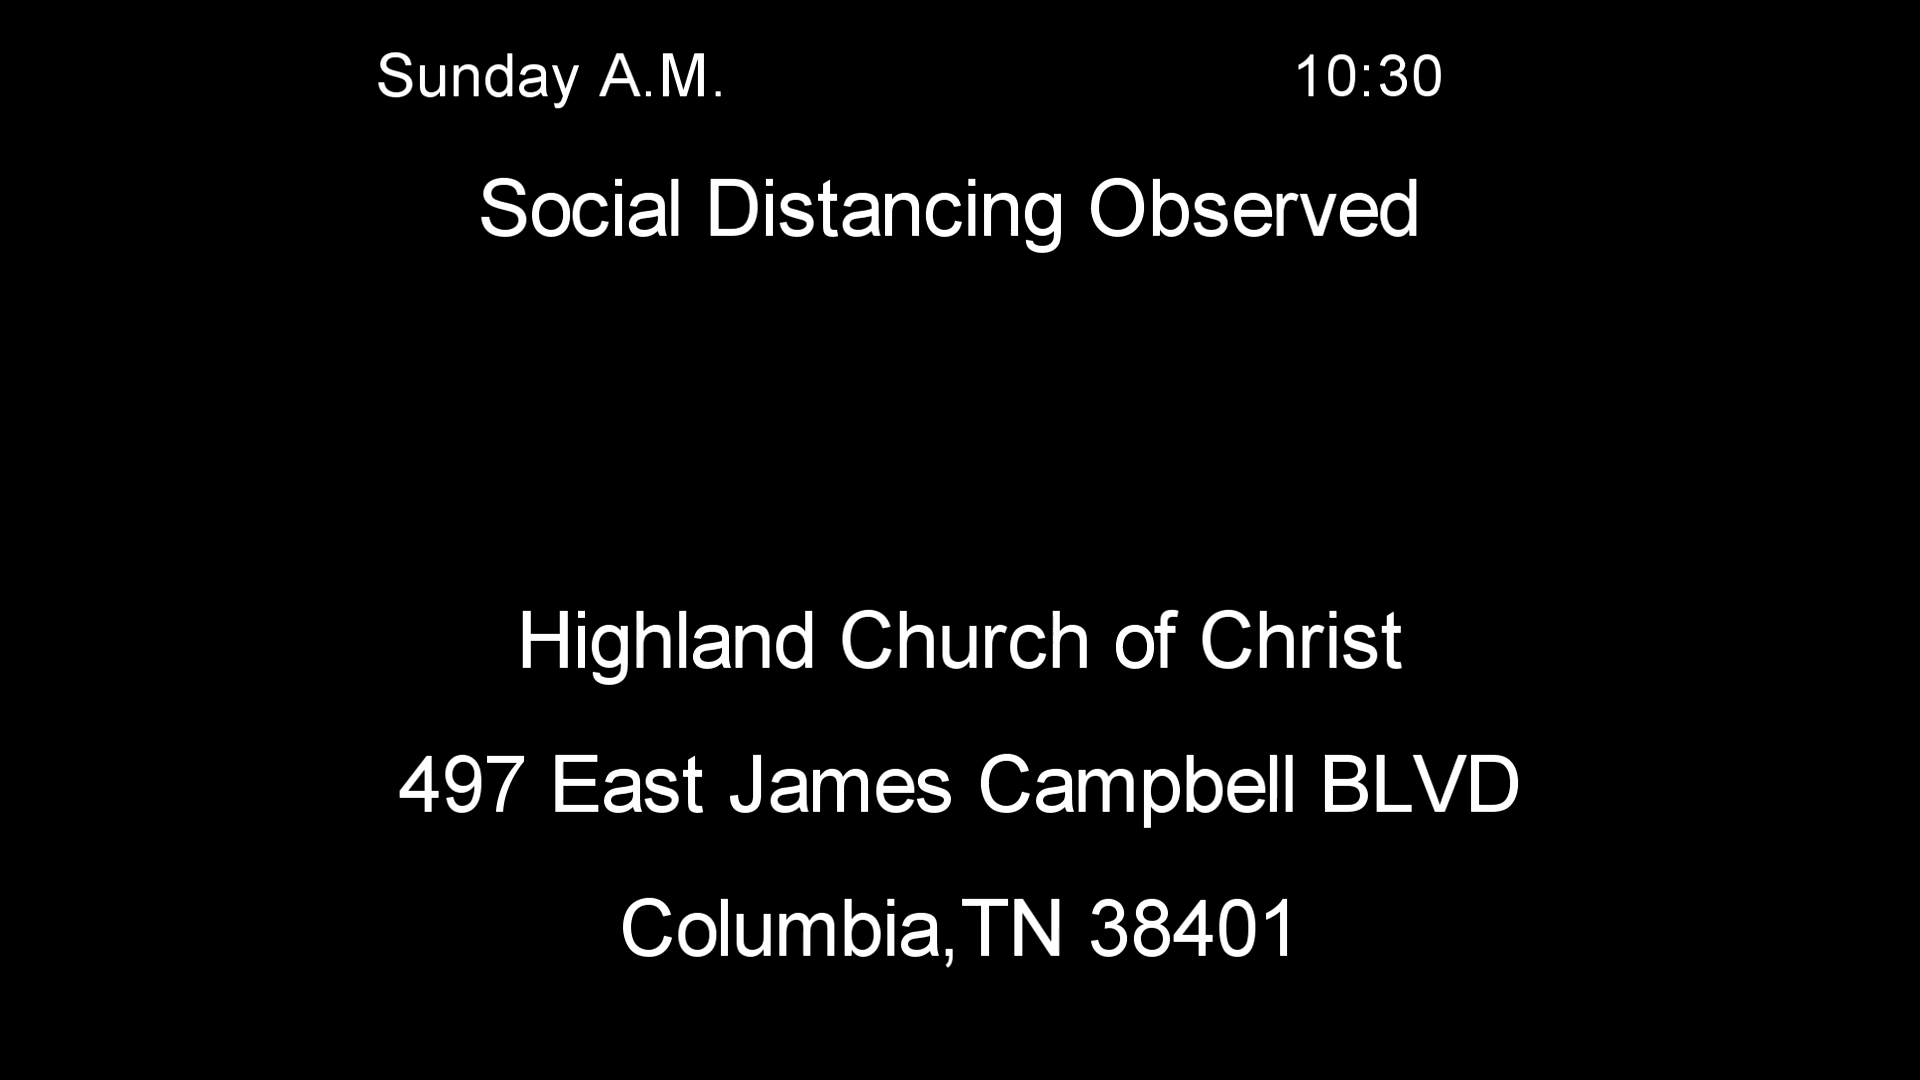 Sunday A.M. 10:30
Social Distancing Observed
Highland Church of Christ
497 East James Campbell BLVD
Columbia,TN 38401